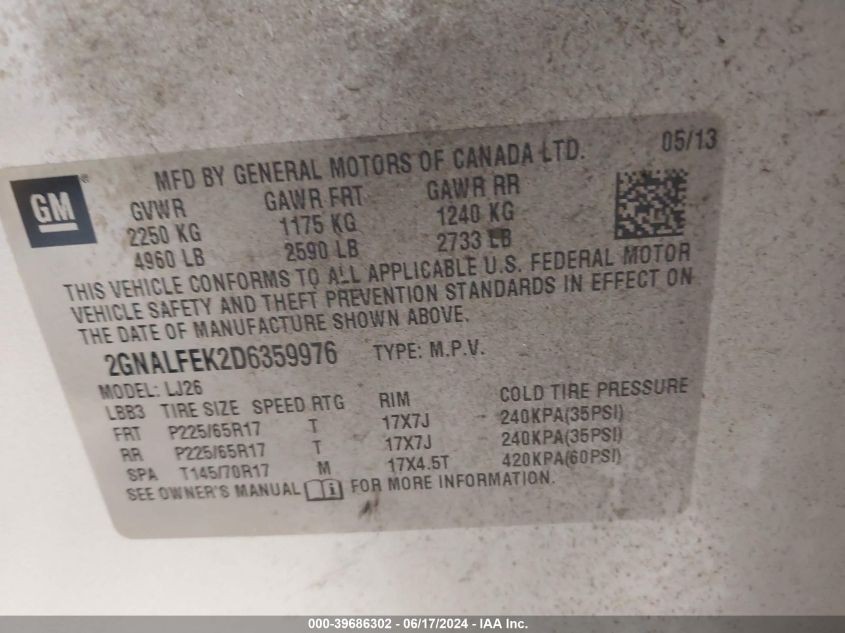 MFD BY GENERAL MOTORS OF CANADA LTD. 05/13
GM®
GVWR GAWR FRT GAWR RR
2250 KG 1175 KG 1240 KG
4960 LB 2590 LB 2733 LB
THIS VEHICLE CONFORMS TO ALL APPLICABLE U.S. FEDERAL MOTOR
VEHICLE SAFETY AND THEFT PREVENTION STANDARDS IN EFFECT ON
THE DATE OF MANUFACTURE SHOWN ABOVE.
2GNALFEK2D6359976 TYPE: M.P.V.
MODEL: LJ26
LBB3 TIRE SIZE SPEED RTG RIM COLD TIRE PRESSURE
FRT P225/65R17 T 17X7J 240KPA(35PSI)
RR P225/65R17 T 17X7J 240KPA(35PSI)
SPA T145/70R17 M 17X4.5T 420KPA(60PSI)
SEE OWNER'S MANUAL i FOR MORE INFORMATION.
000-39686302 - 06/17/2024 - IAA Inc.